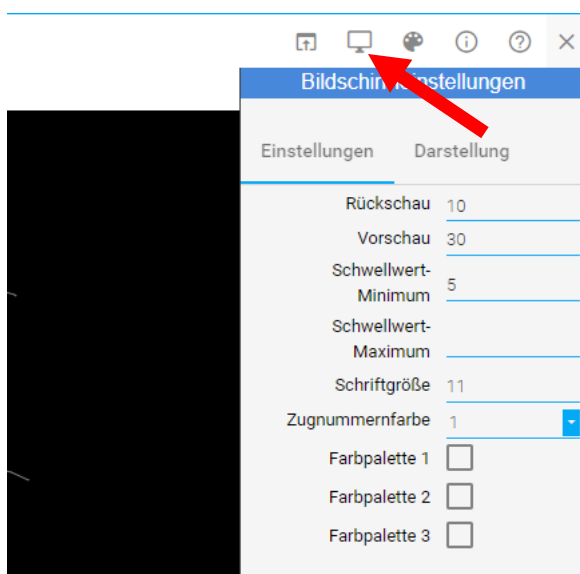 Bildschirmeinstellungen
Einstellungen Darstellung
Rückschau 10
Vorschau 30
Schwellwert-
Minimum 5
Schwellwert-
Maximum
Schriftgröße 11
Zugnummernfarbe 1
Farbpalette 1
Farbpalette 2
Farbpalette 3